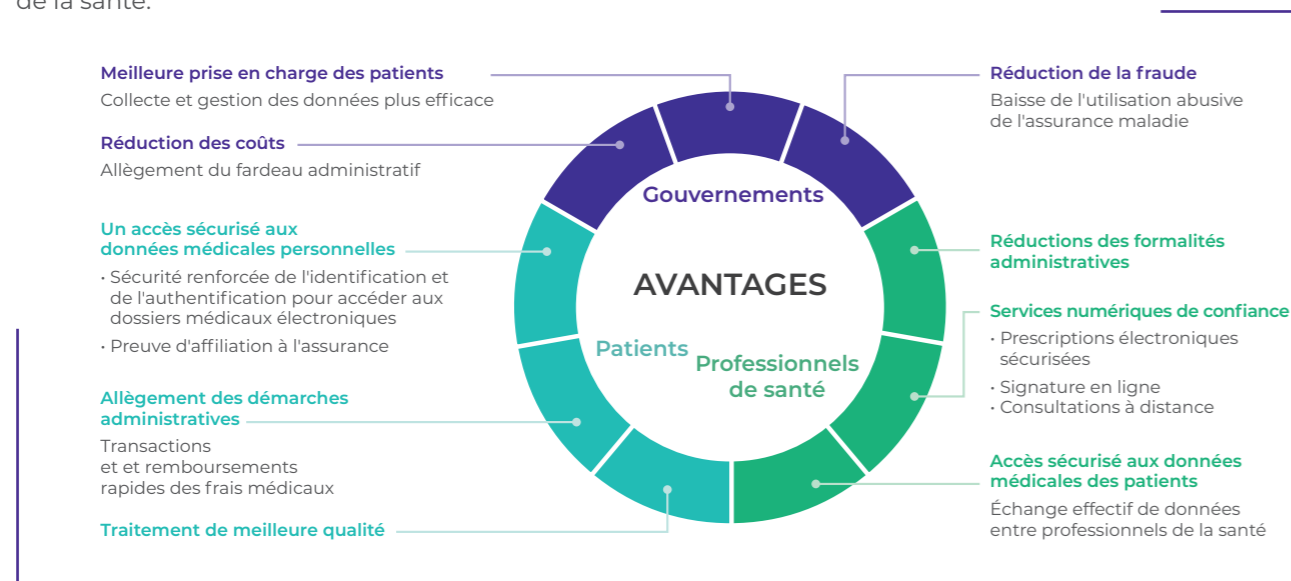 de la santé.
Meilleure prise en charge des patients
Collecte et gestion des données plus efficace
Réduction des coûts
Allègement du fardeau administratif
Un accès sécurisé aux
données médicales personnelles
· Sécurité renforcée de l'identification et
de l'authentification pour accéder aux
dossiers médicaux électroniques
· Preuve d'affiliation à l'assurance
Allègement des démarches
administratives
Transactions
et et remboursements
rapides des frais médicaux
Traitement de meilleure qualité
Gouvernements
AVANTAGES
Patients
Professionnels
de santé
Réduction de la fraude
Baisse de l'utilisation abusive
de l'assurance maladie
Réductions des formalités
administratives
Services numériques de confiance
· Prescriptions électroniques
sécurisées
· Signature en ligne
· Consultations à distance
Accès sécurisé aux données
médicales des patients
Échange effectif de données
entre professionnels de la santé